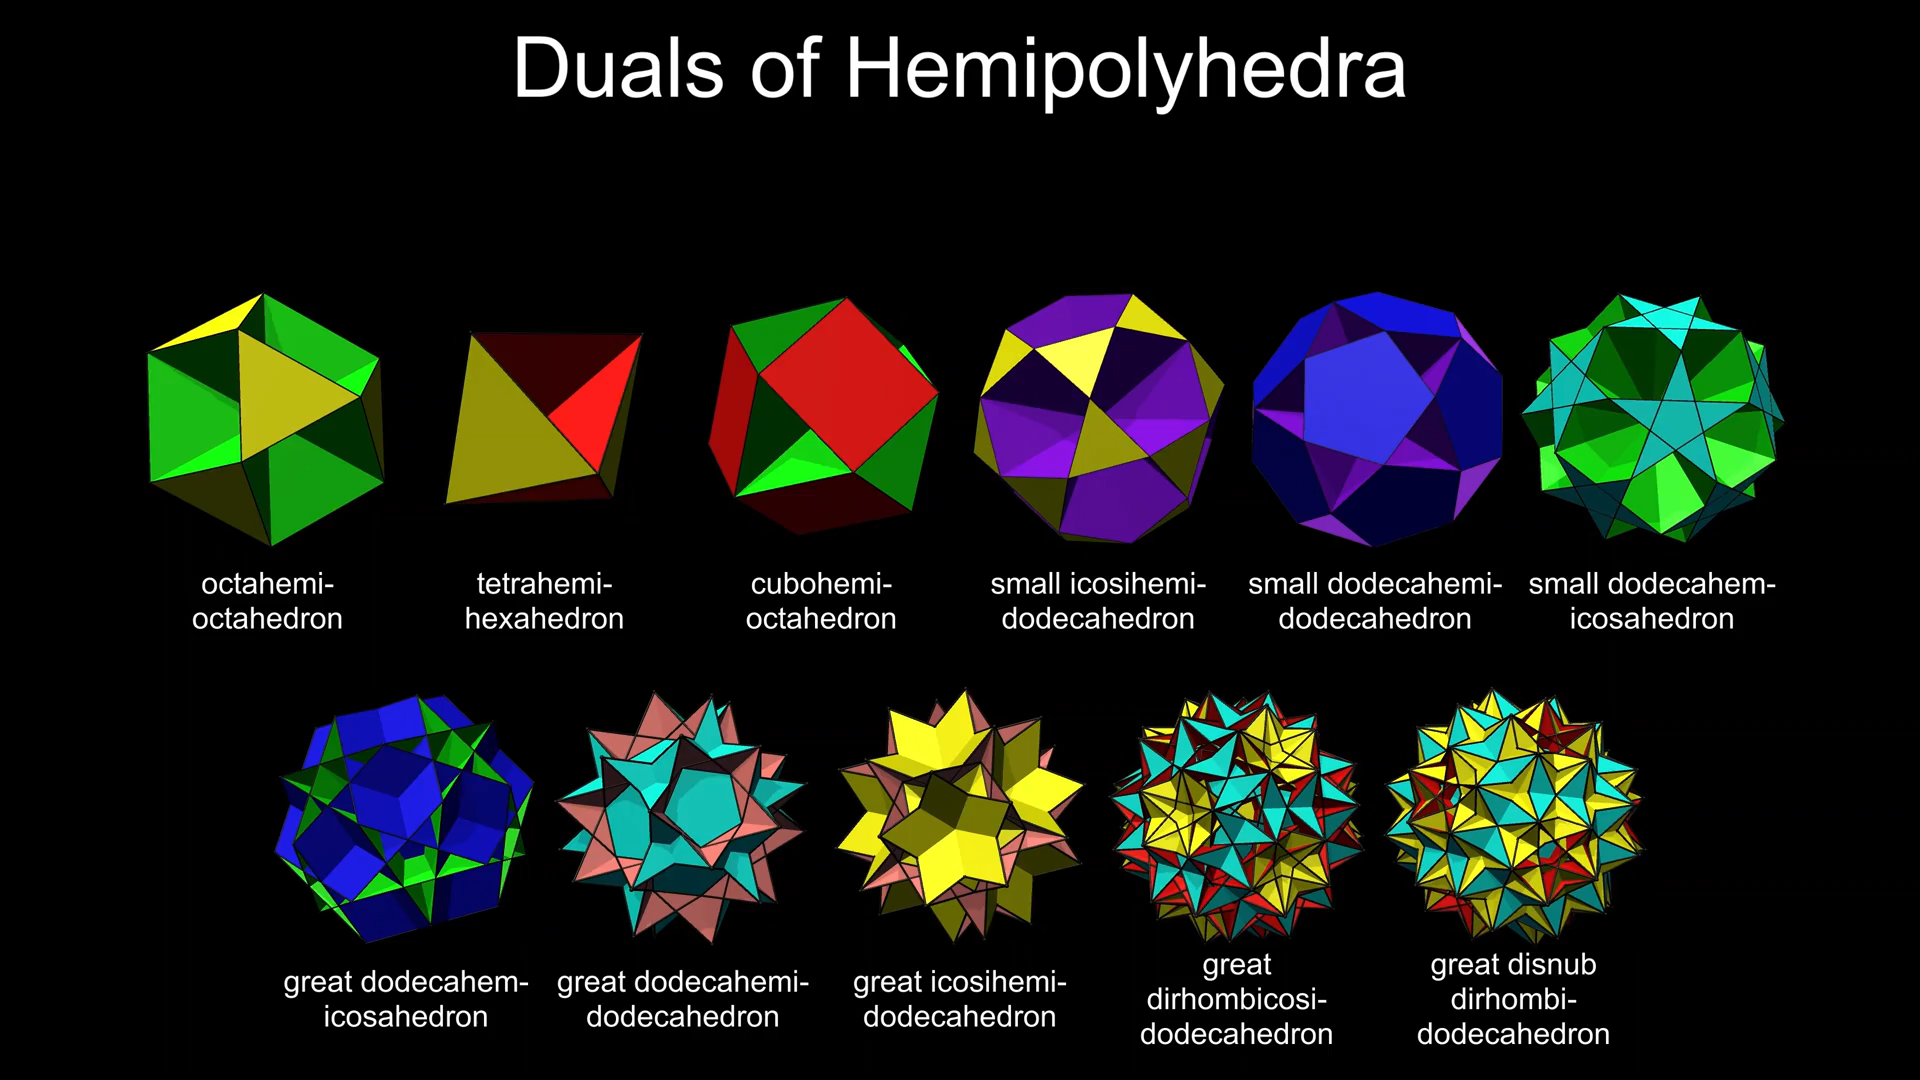 Duals of Hemipolyhedra
octahemi-
octahedron
tetrahemi-
hexahedron
cubohemi-
octahedron
small icosihemi-
dodecahedron
small dodecahemi-
dodecahedron
small dodecahem-
icosahedron
great dodecahem-
icosahedron
great dodecahemi-
dodecahedron
great icosihemi-
dodecahedron
great
dirhombicosi-
dodecahedron
great disnub
dirhombi-
dodecahedron